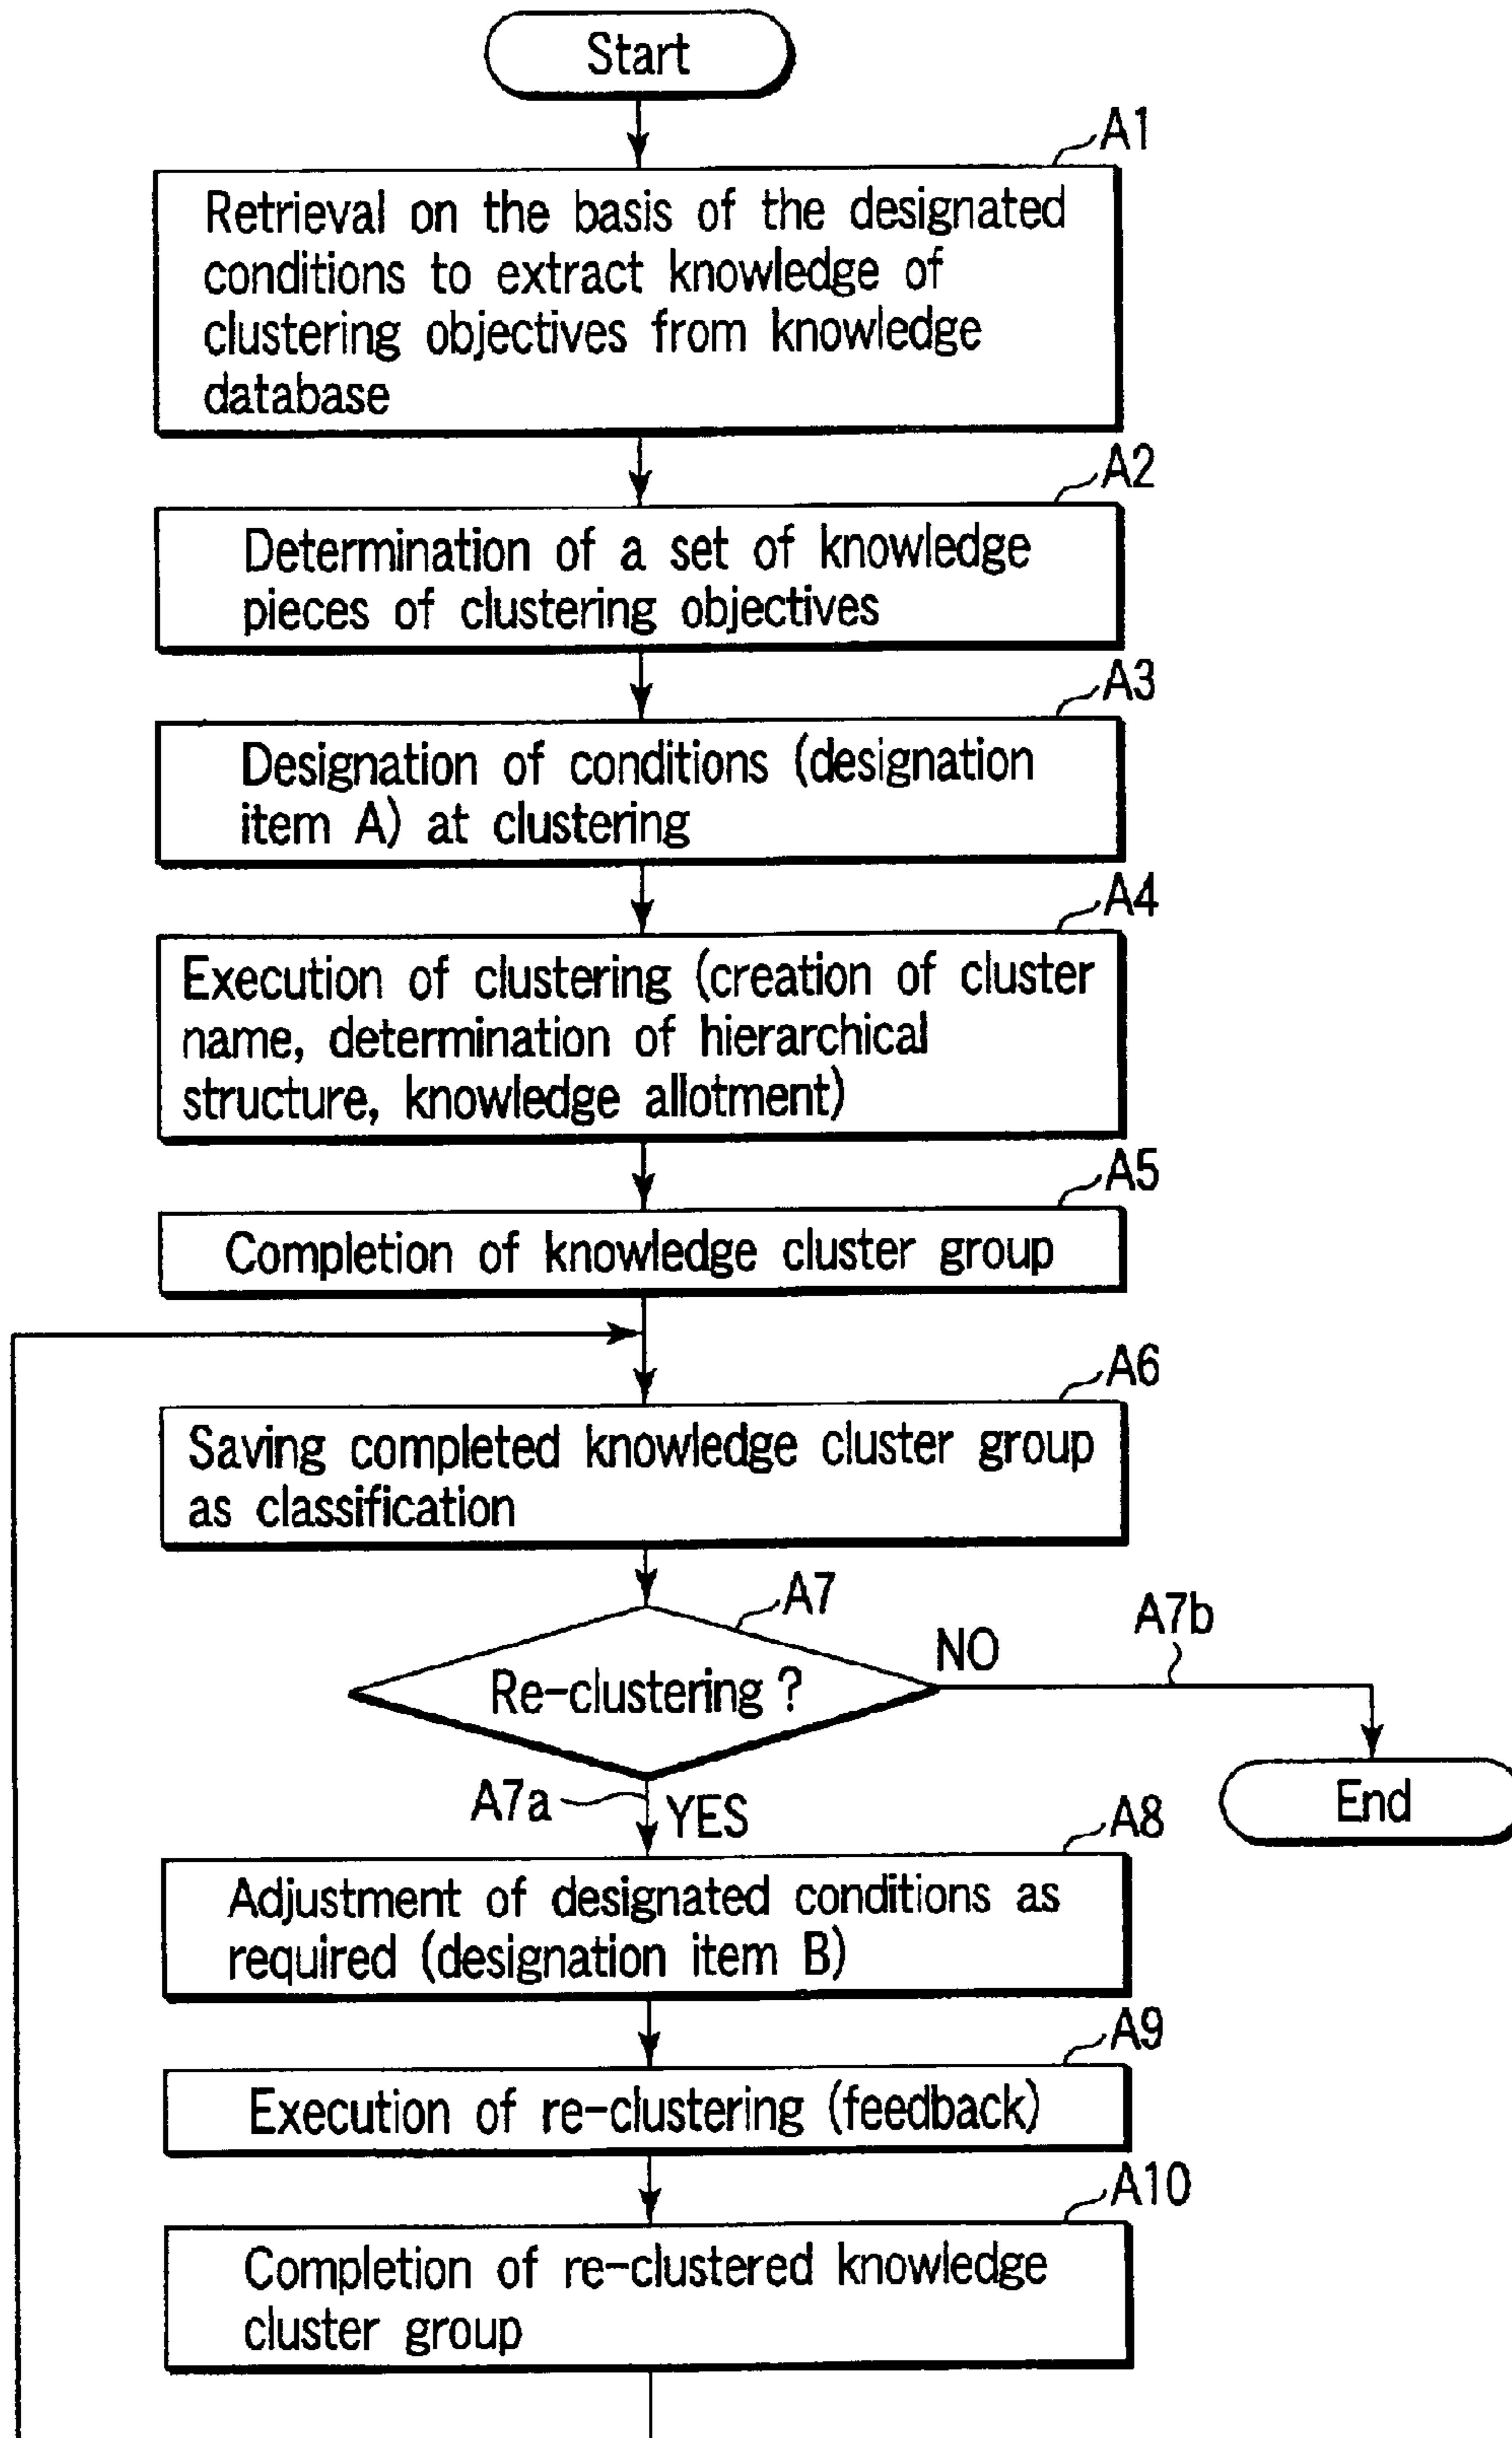 Start
A1
Retrieval on the basis of the designated
conditions to extract knowledge of
clustering objectives from knowledge
database
A2
Determination of a set of knowledge
pieces of clustering objectives
A3
Designation of conditions (designation
item A) at clustering
A4
Execution of clustering (creation of cluster
name, determination of hierarchical
structure, knowledge allotment)
A5
Completion of knowledge cluster group
A6
Saving completed knowledge cluster group
as classification
A7
Re-clustering ?
NO
A7b
End
A7a
YES
A8
Adjustment of designated conditions as
required (designation item B)
A9
Execution of re-clustering (feedback)
A10
Completion of re-clustered knowledge
cluster group